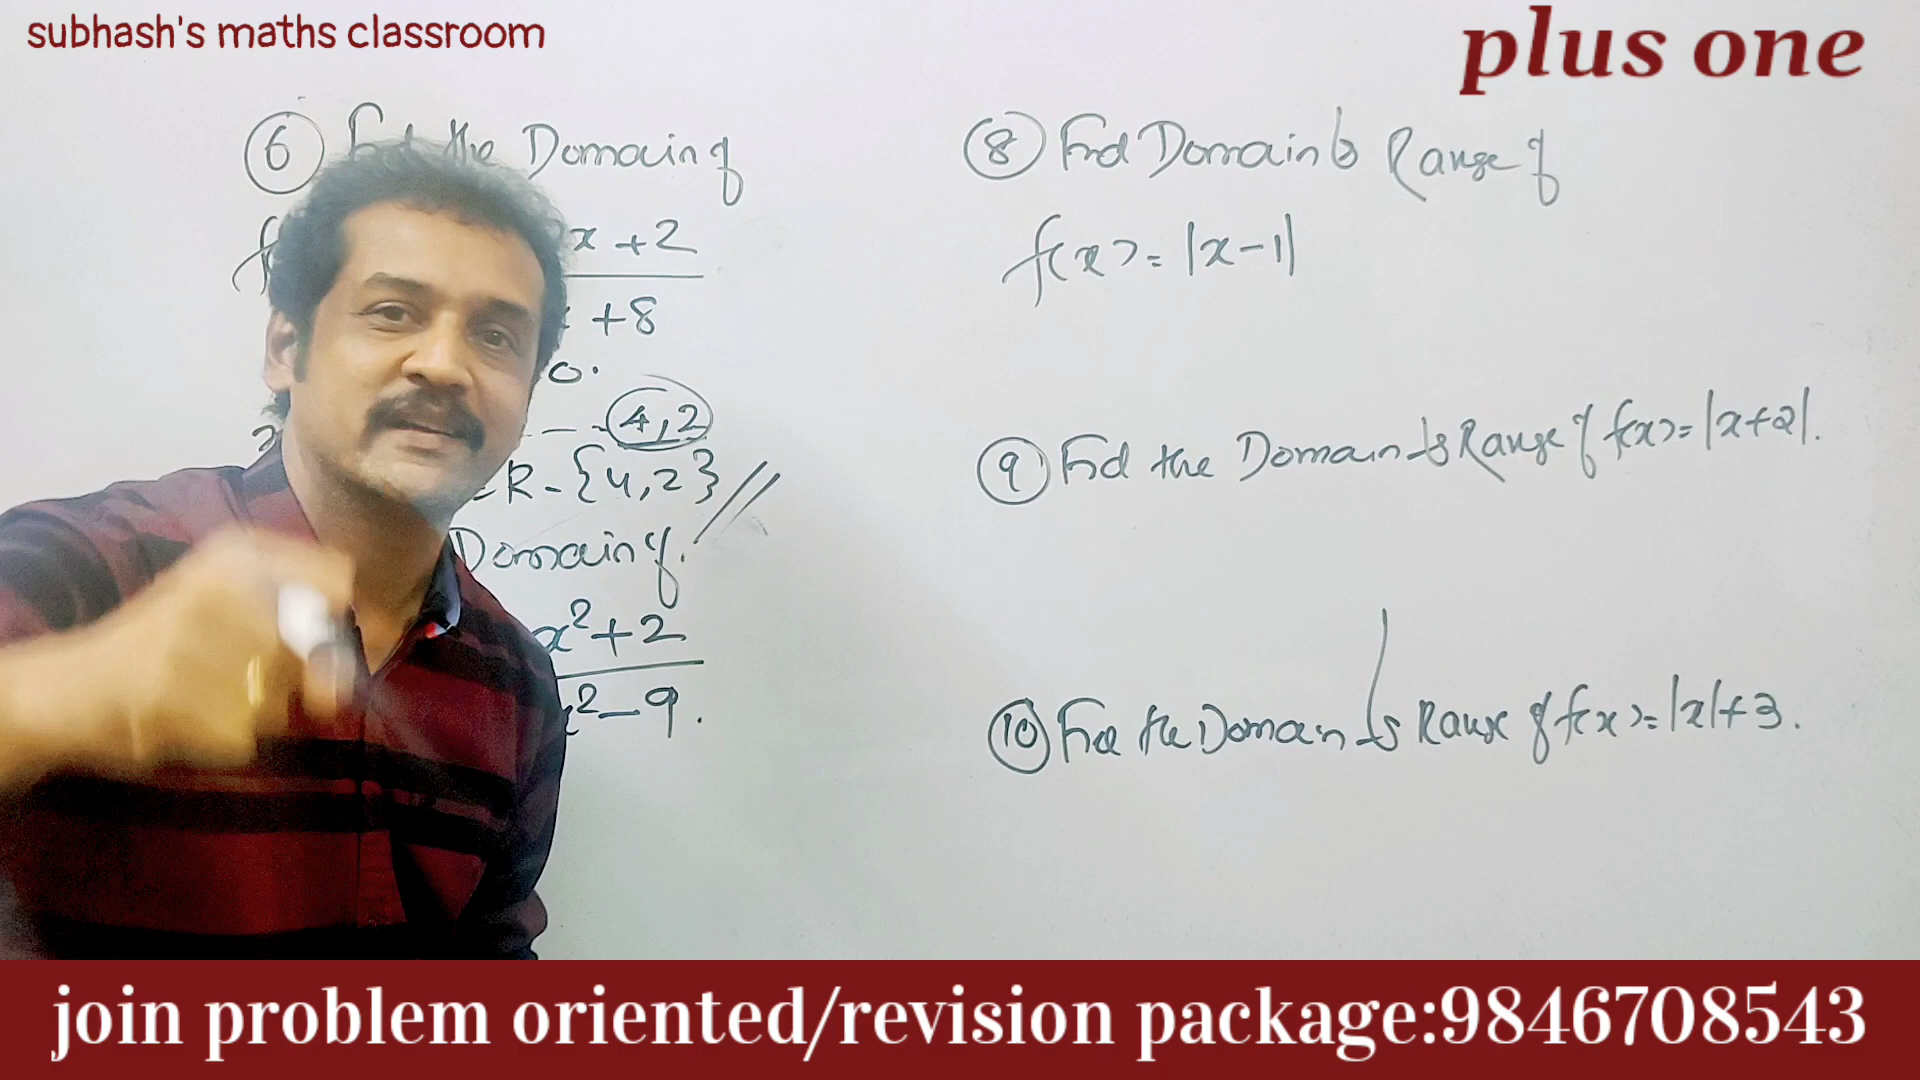 subhash's maths classroom
plus one
6 the Domain of
x + 2
+8
0.
4, 2
R - {4, 2}
Domain of
x² + 2
x² - 9.
8 Find Domain & Range of
f(x) = |x - 1|
9 Find the Domain & Range of f(x) = |x+2|.
10 Find the Domain & Range of f(x) = |x|+3.
join problem oriented/revision package:9846708543